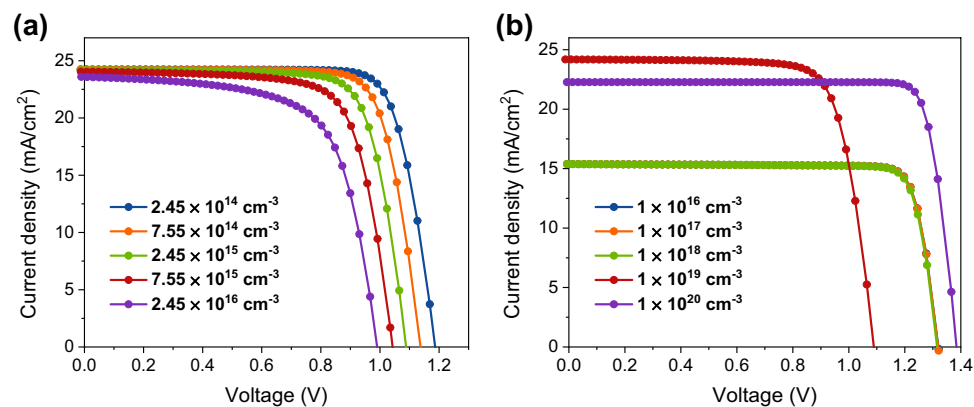 (a)
Current density (mA/cm²)
25
20
15
10
5
0
2.45 × 10¹⁴ cm⁻³
7.55 × 10¹⁴ cm⁻³
2.45 × 10¹⁵ cm⁻³
7.55 × 10¹⁵ cm⁻³
2.45 × 10¹⁶ cm⁻³
0.0 0.2 0.4 0.6 0.8 1.0 1.2
Voltage (V)
(b)
Current density (mA/cm²)
25
20
15
10
5
0
1 × 10¹⁶ cm⁻³
1 × 10¹⁷ cm⁻³
1 × 10¹⁸ cm⁻³
1 × 10¹⁹ cm⁻³
1 × 10²⁰ cm⁻³
0.0 0.2 0.4 0.6 0.8 1.0 1.2 1.4
Voltage (V)